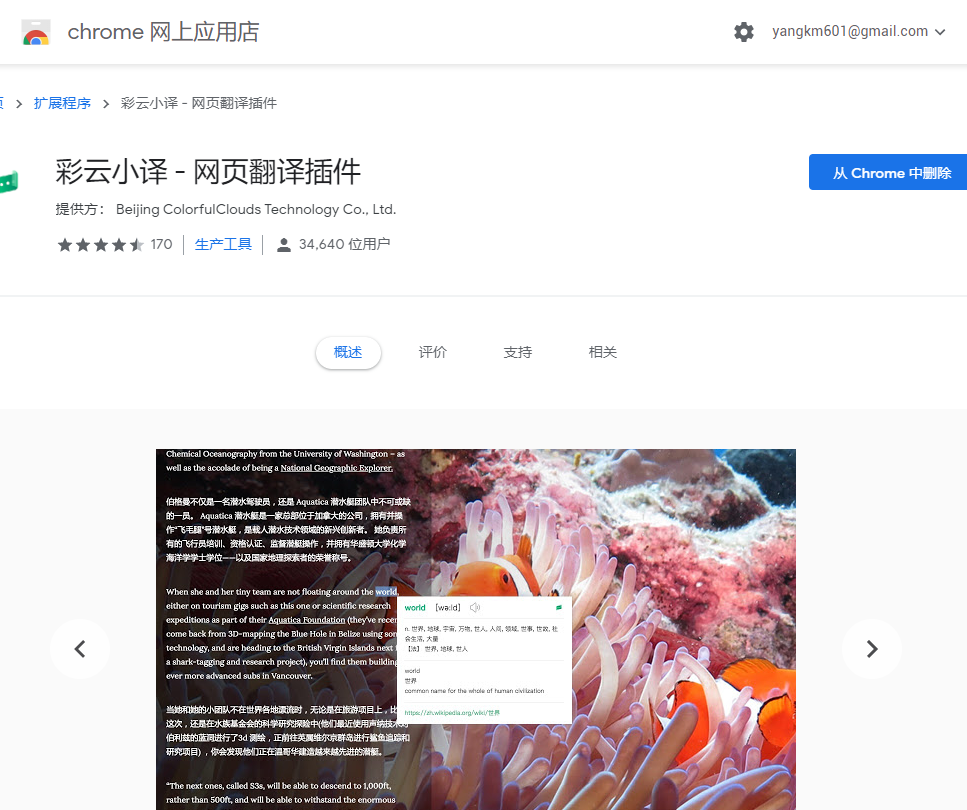 chrome 网上应用店
yangkm601@gmail.com
扩展程序 > 彩云小译 - 网页翻译插件
彩云小译 - 网页翻译插件
从 Chrome 中删除
提供方： Beijing ColorfulClouds Technology Co., Ltd.
170 生产工具 34,640 位用户
概述 评价 支持 相关
Chemical Oceanography from the University of Washington – as
well as the accolade of being a National Geographic Explorer.
伯格曼不仅是一名潜水驾驶员，还是 Aquatica 潜水艇团队中不可或缺
的一员。 Aquatica 潜水艇是一家总部位于加拿大的公司，拥有并操
作“飞毛腿”号潜水艇，是载人潜水技术领域的新兴创新者。 她负责所
有的飞行员培训、资格认证、监督潜艇操作，并拥有华盛顿大学化学
海洋学学士学位——以及国家地理探索者的荣誉称号。
When she and her tiny team are not floating around the world,
either on tourism gigs such as this one or scientific research
expeditions as part of their Aquatica Foundation (they've recen
come back from 3D-mapping the Blue Hole in Belize using son
technology, and are heading to the British Virgin Islands next
a shark-tagging and research project), you'll find them building
ever more advanced subs in Vancouver.
world [wə:ld]
n. 世界, 地球, 宇宙, 万物, 世人, 人间, 领域, 世事, 世故, 社
会生活, 大量
【法】 世界, 地球, 世人
world
世界
common name for the whole of human civilization
https://zh.wikipedia.org/wiki/世界
当她和她的小团队不在世界各地漂流时，无论是在旅游项目上，比
这次，还是在水族基金会的科学研究探险中(他们最近使用声纳技术对
伯利兹的蓝洞进行了3d 测绘，正前往英属维尔京群岛进行鲨鱼追踪和
研究项目) ，你会发现他们正在温哥华建造越来越先进的潜艇。
“The next ones, called S3s, will be able to descend to 1,000ft,
rather than 500ft, and will be able to withstand the enormous